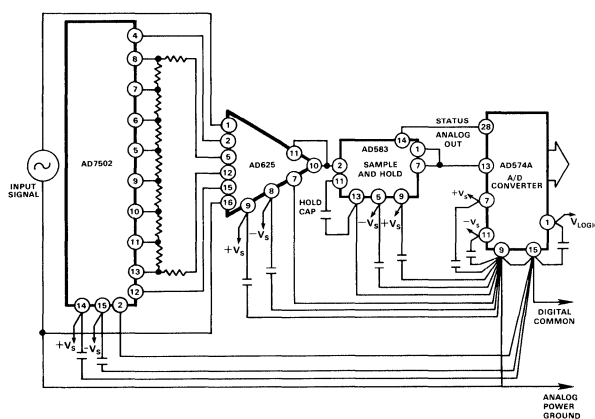 AD7502
4
8
7
6
5
9
10
11
13
12
14
15
2
+VS
−VS
INPUT
SIGNAL
AD625
1
2
5
12
15
16
11
10
7
8
9
−VS
+VS
HOLD
CAP
AD583
SAMPLE
AND HOLD
14
1
7
2
11
13
5
9
−VS
+VS
STATUS
ANALOG
OUT
AD574A
A/D
CONVERTER
28
13
7
11
9
15
1
+VS
−VS
VLOGIC
DIGITAL
COMMON
ANALOG
POWER
GROUND